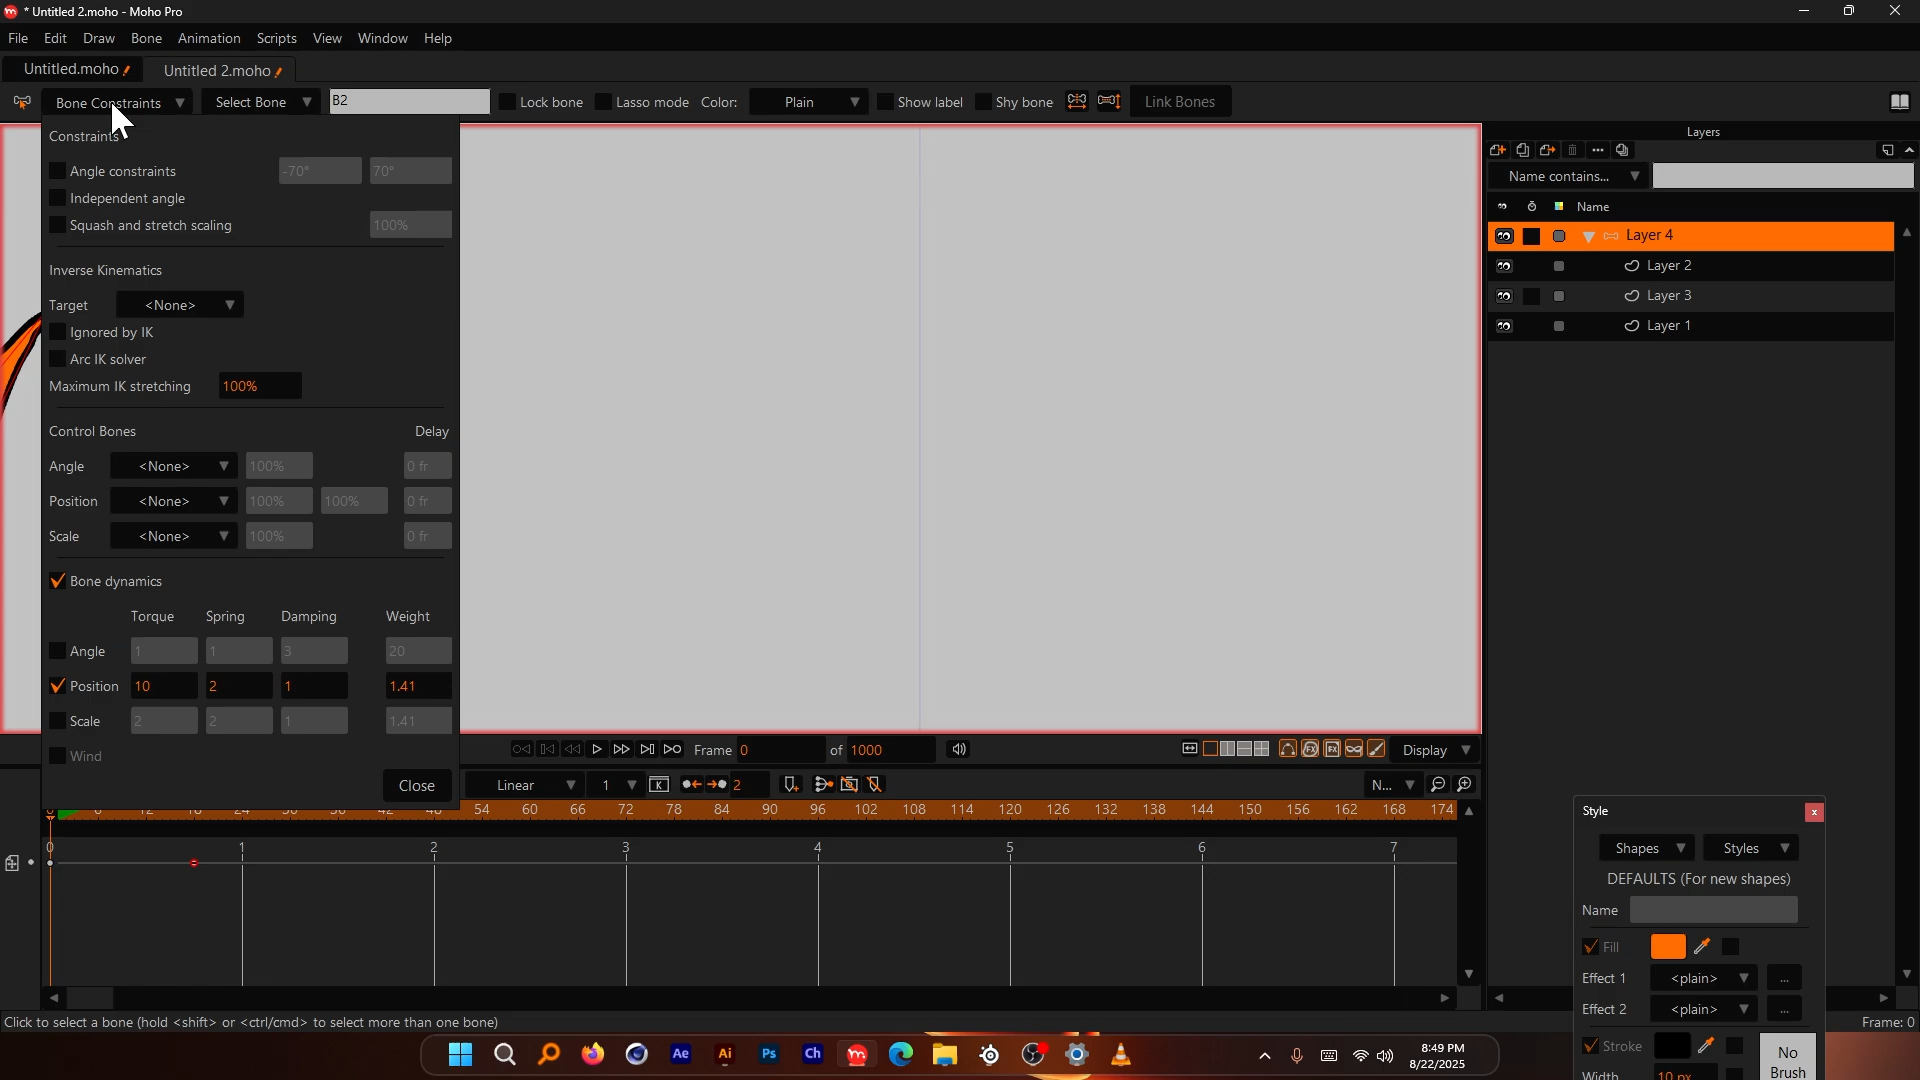 * Untitled 2.moho - Moho Pro
File Edit Draw Bone Animation Scripts View Window Help
Untitled.moho Untitled 2.moho
Bone Constraints Select Bone B2 Lock bone Lasso mode Color: Plain Show label Shy bone Link Bones
Layers
Constraints
Angle constraints -70° 70°
Independent angle
Squash and stretch scaling 100%
Inverse Kinematics
Target <None>
Ignored by IK
Arc IK solver
Maximum IK stretching 100%
Control Bones Delay
Angle <None> 100% 0 fr
Position <None> 100% 100% 0 fr
Scale <None> 100% 0 fr
Bone dynamics
Torque Spring Damping Weight
Angle 1 1 3 20
Position 10 2 1 1.41
Scale 2 2 1 1.41
Wind
Close
Name contains...
Name
Layer 4
Layer 2
Layer 3
Layer 1
Frame 0 of 1000 Display
Linear 1 K 2 N...
54 60 66 72 78 84 90 96 102 108 114 120 126 132 138 144 150 156 162 168 174
0 1 2 3 4 5 6 7
Style
Shapes Styles
DEFAULTS (For new shapes)
Name
Fill
Effect 1 <plain> ...
Effect 2 <plain> ...
Stroke No Brush
Width 10 px
Click to select a bone (hold <shift> or <ctrl/cmd> to select more than one bone)
Frame: 0
Ae Ai Ps Ch
8:49 PM
8/22/2025